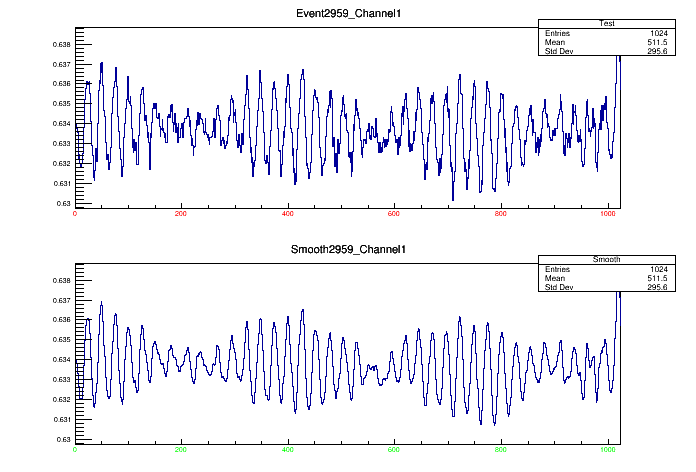 Event2959_Channel1
Test
Entries 1024
Mean 511.5
Std Dev 295.6
0.638
0.637
0.636
0.635
0.634
0.633
0.632
0.631
0.63
0 200 400 600 800 1000
Smooth2959_Channel1
Smooth
Entries 1024
Mean 511.5
Std Dev 295.6
0.638
0.637
0.636
0.635
0.634
0.633
0.632
0.631
0.63
0 200 400 600 800 1000